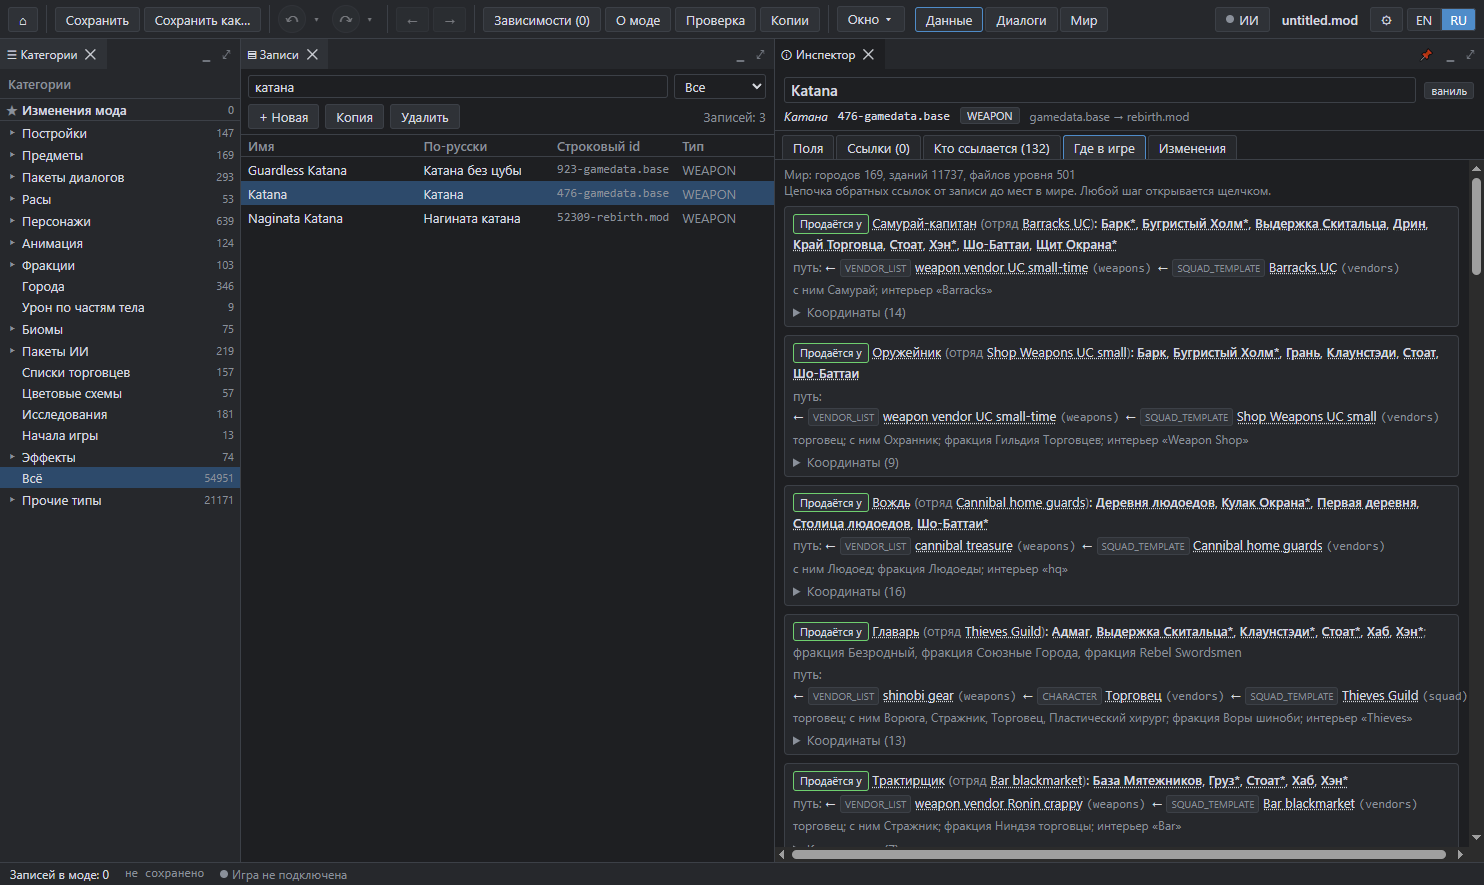 Сохранить Сохранить как... Зависимости (0) О моде Проверка Копии Окно Данные Диалоги Мир ИИ untitled.mod EN RU
Категории
Категории
Изменения мода 0
Постройки 147
Предметы 169
Пакеты диалогов 293
Расы 53
Персонажи 639
Анимация 124
Фракции 103
Города 346
Урон по частям тела 9
Биомы 75
Пакеты ИИ 219
Списки торговцев 157
Цветовые схемы 57
Исследования 181
Начала игры 13
Эффекты 74
Всё 54951
Прочие типы 21171
Записи
катана Все
+ Новая Копия Удалить Записей: 3
Имя По-русски Строковый id Тип
Guardless Katana Катана без цубы 923-gamedata.base WEAPON
Katana Катана 476-gamedata.base WEAPON
Naginata Katana Нагината катана 52309-rebirth.mod WEAPON
Инспектор
Katana ваниль
Катана 476-gamedata.base WEAPON gamedata.base → rebirth.mod
Поля Ссылки (0) Кто ссылается (132) Где в игре Изменения
Мир: городов 169, зданий 11737, файлов уровня 501
Цепочка обратных ссылок от записи до мест в мире. Любой шаг открывается щелчком.
Продаётся у Самурай-капитан (отряд Barracks UC): Барк*, Бугристый Холм*, Выдержка Скитальца, Дрин,
Край Торговца, Стоат, Хэн*, Шо-Баттаи, Щит Окрана*
путь: ← VENDOR_LIST weapon vendor UC small-time (weapons) ← SQUAD_TEMPLATE Barracks UC (vendors)
с ним Самурай; интерьер «Barracks»
▶ Координаты (14)
Продаётся у Оружейник (отряд Shop Weapons UC small): Барк, Бугристый Холм*, Грань, Клаунстэди, Стоат,
Шо-Баттаи
путь:
← VENDOR_LIST weapon vendor UC small-time (weapons) ← SQUAD_TEMPLATE Shop Weapons UC small (vendors)
торговец; с ним Охранник; фракция Гильдия Торговцев; интерьер «Weapon Shop»
▶ Координаты (9)
Продаётся у Вождь (отряд Cannibal home guards): Деревня людоедов, Кулак Окрана*, Первая деревня,
Столица людоедов, Шо-Баттаи*
путь: ← VENDOR_LIST cannibal treasure (weapons) ← SQUAD_TEMPLATE Cannibal home guards (vendors)
с ним Людоед; фракция Людоеды; интерьер «hq»
▶ Координаты (16)
Продаётся у Главарь (отряд Thieves Guild): Адмаг, Выдержка Скитальца*, Клаунстэди*, Стоат*, Хаб, Хэн*;
фракция Безродный, фракция Союзные Города, фракция Rebel Swordsmen
путь:
← VENDOR_LIST shinobi gear (weapons) ← CHARACTER Торговец (vendors) ← SQUAD_TEMPLATE Thieves Guild (squad)
торговец; с ним Ворюга, Стражник, Торговец, Пластический хирург; фракция Воры шиноби; интерьер «Thieves»
▶ Координаты (13)
Продаётся у Трактирщик (отряд Bar blackmarket): База Мятежников, Груз*, Стоат*, Хаб, Хэн*
путь: ← VENDOR_LIST weapon vendor Ronin crappy (weapons) ← SQUAD_TEMPLATE Bar blackmarket (vendors)
торговец; с ним Стражник; фракция Ниндзя торговцы; интерьер «Bar»
Записей в моде: 0 не сохранено Игра не подключена